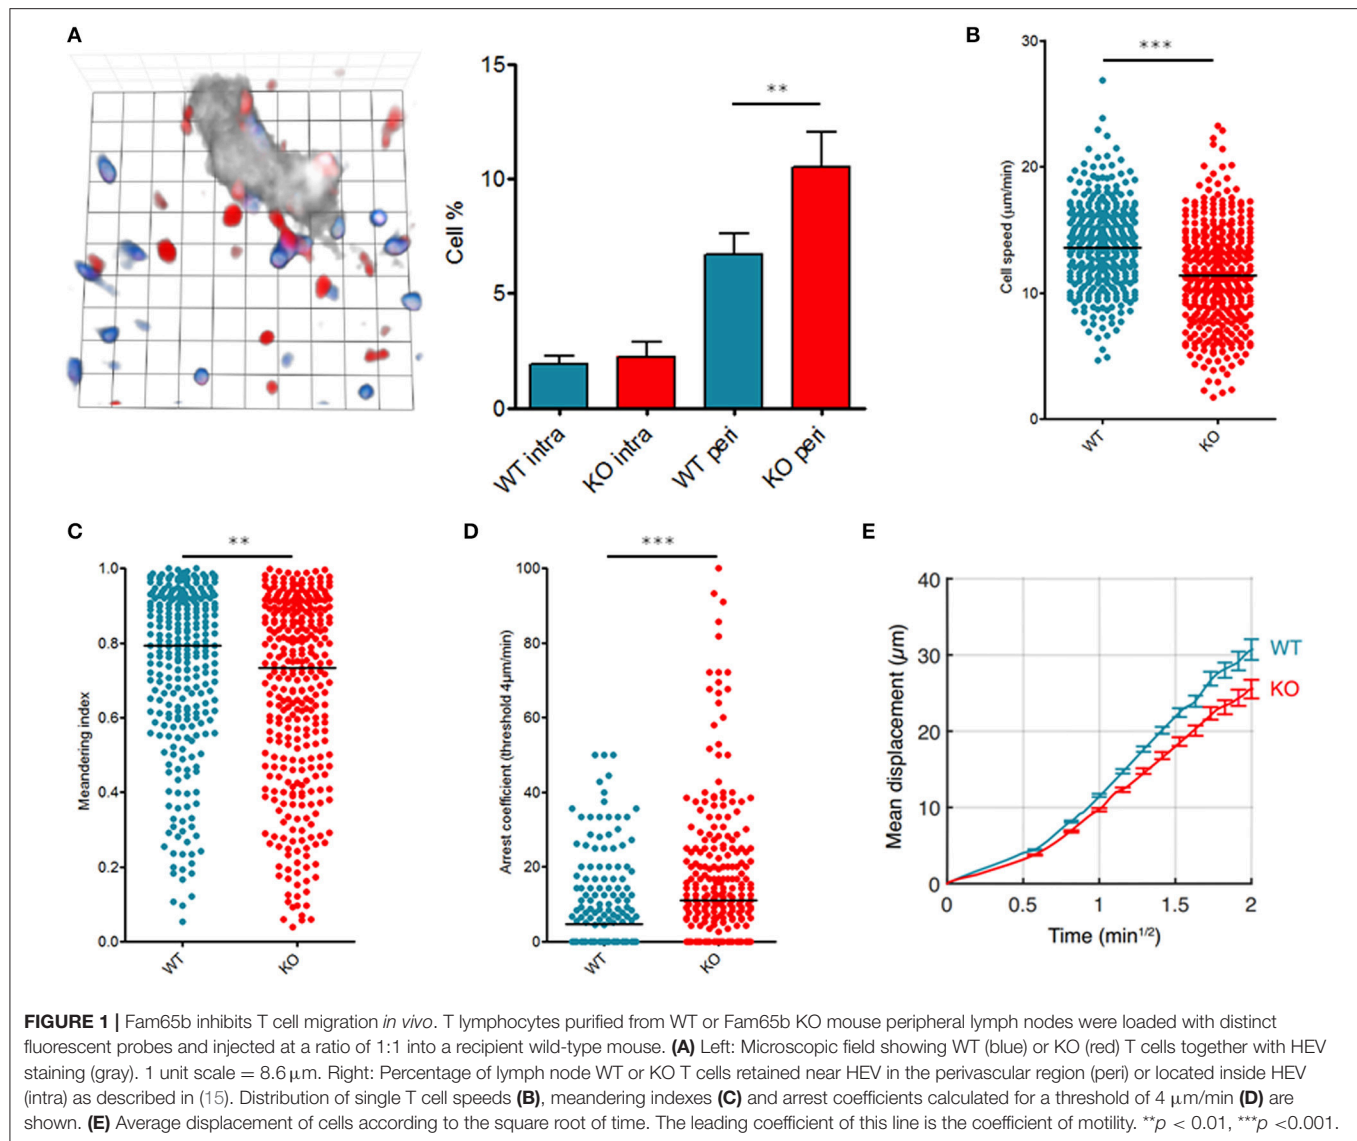 A
15
10
5
0
Cell %
**
WT intra
KO intra
WT peri
KO peri
B
30
20
10
0
Cell speed (μm/min)
***
WT
KO
C
**
1.0
0.8
0.6
0.4
0.2
0.0
Meandering index
WT
KO
D
***
100
80
60
40
20
0
Arrest coefficient (threshold 4μm/min)
WT
KO
E
40
30
20
10
0
Mean displacement (μm)
WT
KO
0
0.5
1
1.5
2
Time (min1/2)
FIGURE 1 | Fam65b inhibits T cell migration in vivo. T lymphocytes purified from WT or Fam65b KO mouse peripheral lymph nodes were loaded with distinct
fluorescent probes and injected at a ratio of 1:1 into a recipient wild-type mouse. (A) Left: Microscopic field showing WT (blue) or KO (red) T cells together with HEV
staining (gray). 1 unit scale = 8.6 μm. Right: Percentage of lymph node WT or KO T cells retained near HEV in the perivascular region (peri) or located inside HEV
(intra) as described in (15). Distribution of single T cell speeds (B), meandering indexes (C) and arrest coefficients calculated for a threshold of 4 μm/min (D) are
shown. (E) Average displacement of cells according to the square root of time. The leading coefficient of this line is the coefficient of motility. **p < 0.01, ***p <0.001.